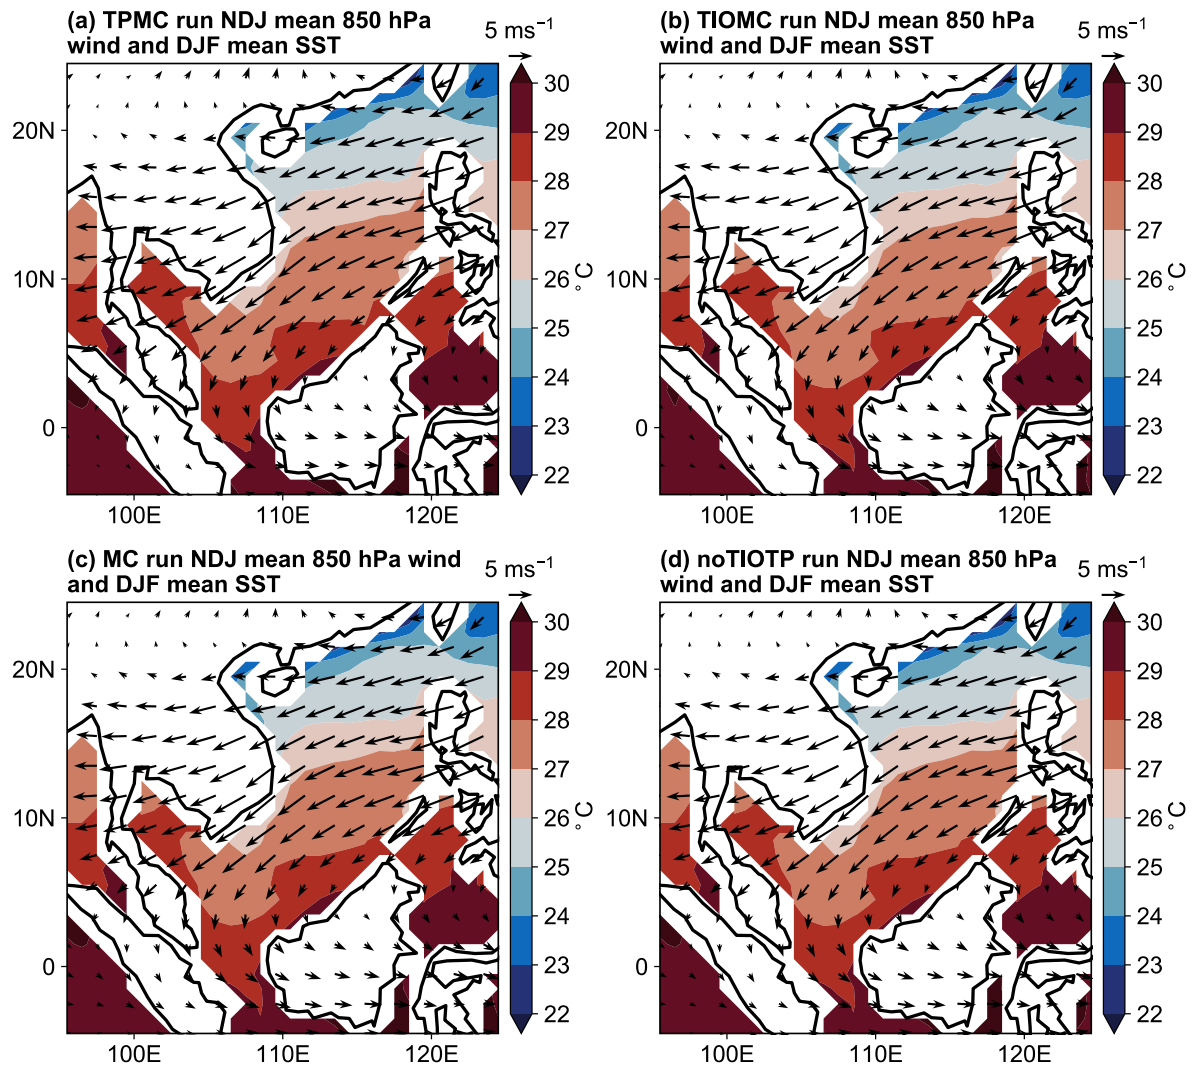 (a) TPMC run NDJ mean 850 hPa
wind and DJF mean SST
5 ms⁻¹
20N
10N
0
100E
110E
120E
30
29
28
27
26
25
24
23
22
°C
(b) TIOMC run NDJ mean 850 hPa
wind and DJF mean SST
5 ms⁻¹
20N
10N
0
100E
110E
120E
30
29
28
27
26
25
24
23
22
°C
(c) MC run NDJ mean 850 hPa wind
and DJF mean SST
5 ms⁻¹
20N
10N
0
100E
110E
120E
30
29
28
27
26
25
24
23
22
°C
(d) noTIOTP run NDJ mean 850 hPa
wind and DJF mean SST
5 ms⁻¹
20N
10N
0
100E
110E
120E
30
29
28
27
26
25
24
23
22
°C